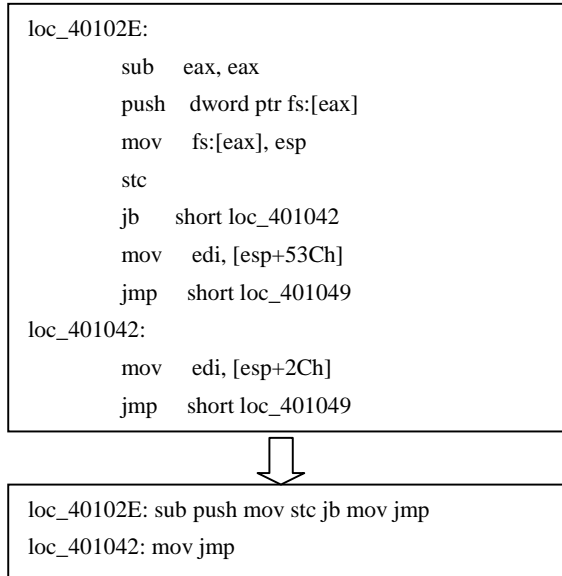 loc_40102E:
sub eax, eax
push dword ptr fs:[eax]
mov fs:[eax], esp
stc
jb short loc_401042
mov edi, [esp+53Ch]
jmp short loc_401049
loc_401042:
mov edi, [esp+2Ch]
jmp short loc_401049
loc_40102E: sub push mov stc jb mov jmp
loc_401042: mov jmp